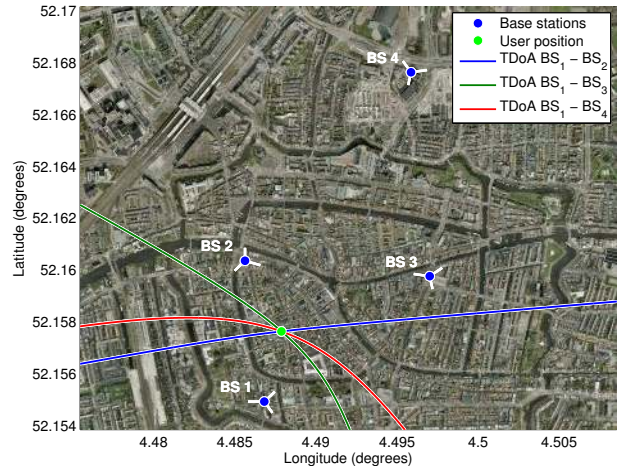 52.17
52.168
52.166
52.164
52.162
52.16
52.158
52.156
52.154
Latitude (degrees)
4.48
4.485
4.49
4.495
4.5
4.505
Longitude (degrees)
Base stations
User position
TDoA BS₁ − BS₂
TDoA BS₁ − BS₃
TDoA BS₁ − BS₄
BS 4
BS 2
BS 3
BS 1